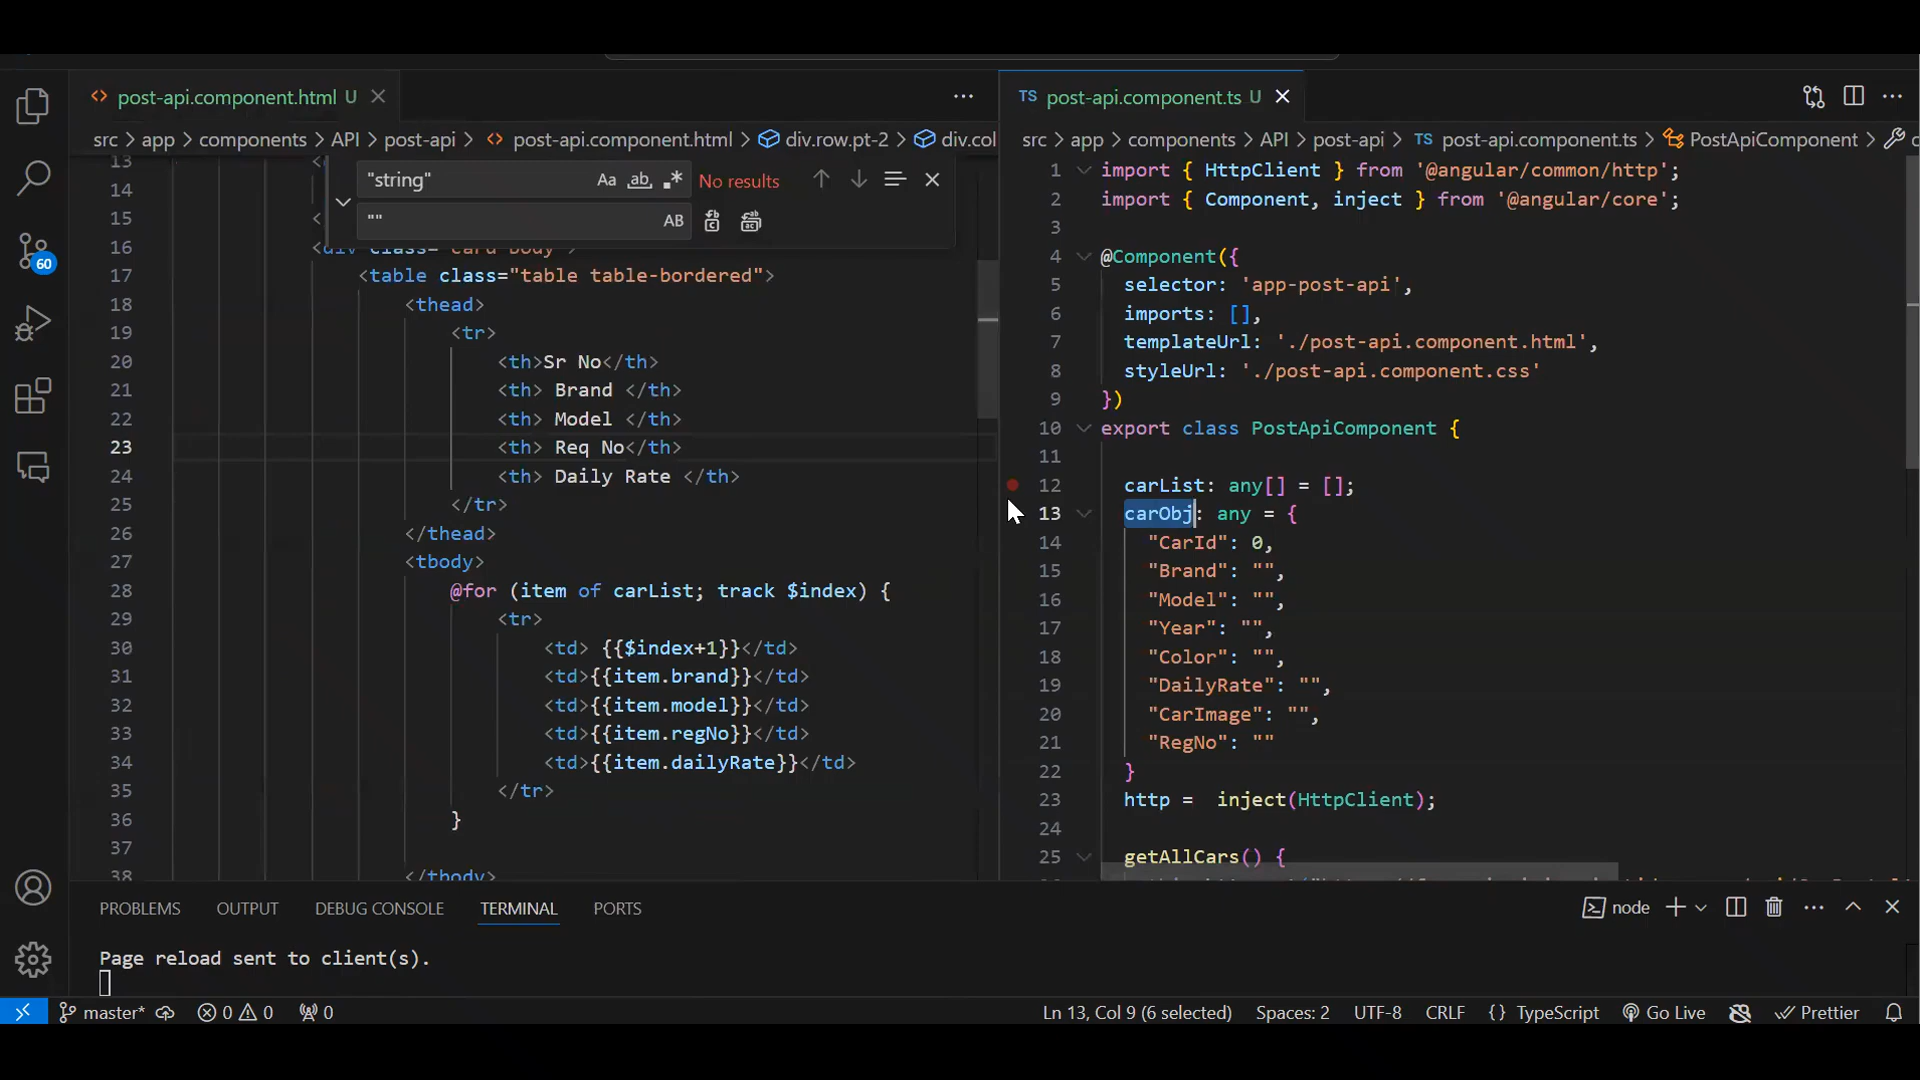 post-api.component.html U
post-api.component.ts U
src > app > components > API > post-api > post-api.component.html > div.row.pt-2 > div.col
src > app > components > API > post-api > TS post-api.component.ts > PostApiComponent >
"string"
No results
""
13
14
15
16 <div class="card-body">
17 <table class="table table-bordered">
18 <thead>
19 <tr>
20 <th>Sr No</th>
21 <th> Brand </th>
22 <th> Model </th>
23 <th> Req No</th>
24 <th> Daily Rate </th>
25 </tr>
26 </thead>
27 <tbody>
28 @for (item of carList; track $index) {
29 <tr>
30 <td> {{$index+1}}</td>
31 <td>{{item.brand}}</td>
32 <td>{{item.model}}</td>
33 <td>{{item.regNo}}</td>
34 <td>{{item.dailyRate}}</td>
35 </tr>
36 }
37
38 </tbody>
1 import { HttpClient } from '@angular/common/http';
2 import { Component, inject } from '@angular/core';
3
4 @Component({
5 selector: 'app-post-api',
6 imports: [],
7 templateUrl: './post-api.component.html',
8 styleUrl: './post-api.component.css'
9 })
10 export class PostApiComponent {
11
12 carList: any[] = [];
13 carObj: any = {
14 "CarId": 0,
15 "Brand": "",
16 "Model": "",
17 "Year": "",
18 "Color": "",
19 "DailyRate": "",
20 "CarImage": "",
21 "RegNo": ""
22 }
23 http = inject(HttpClient);
24
25 getAllCars() {
60
PROBLEMS OUTPUT DEBUG CONSOLE TERMINAL PORTS
node
Page reload sent to client(s).
master* 0 0 0
Ln 13, Col 9 (6 selected) Spaces: 2 UTF-8 CRLF {} TypeScript Go Live Prettier